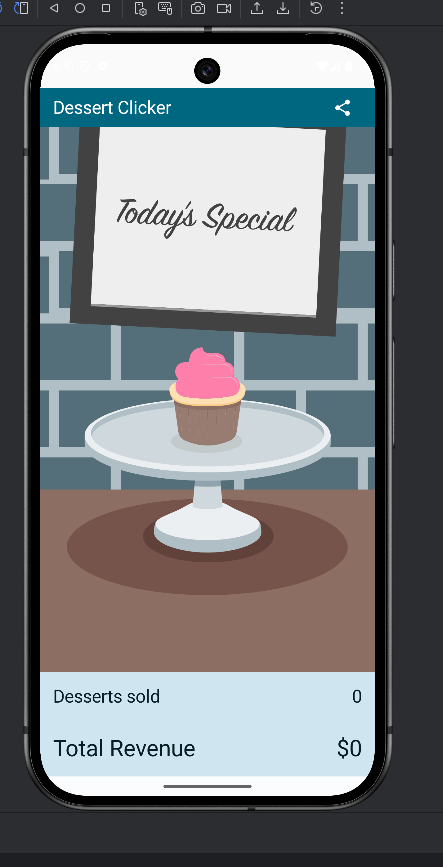 Dessert Clicker
Today's Special
Desserts sold 0
Total Revenue $0